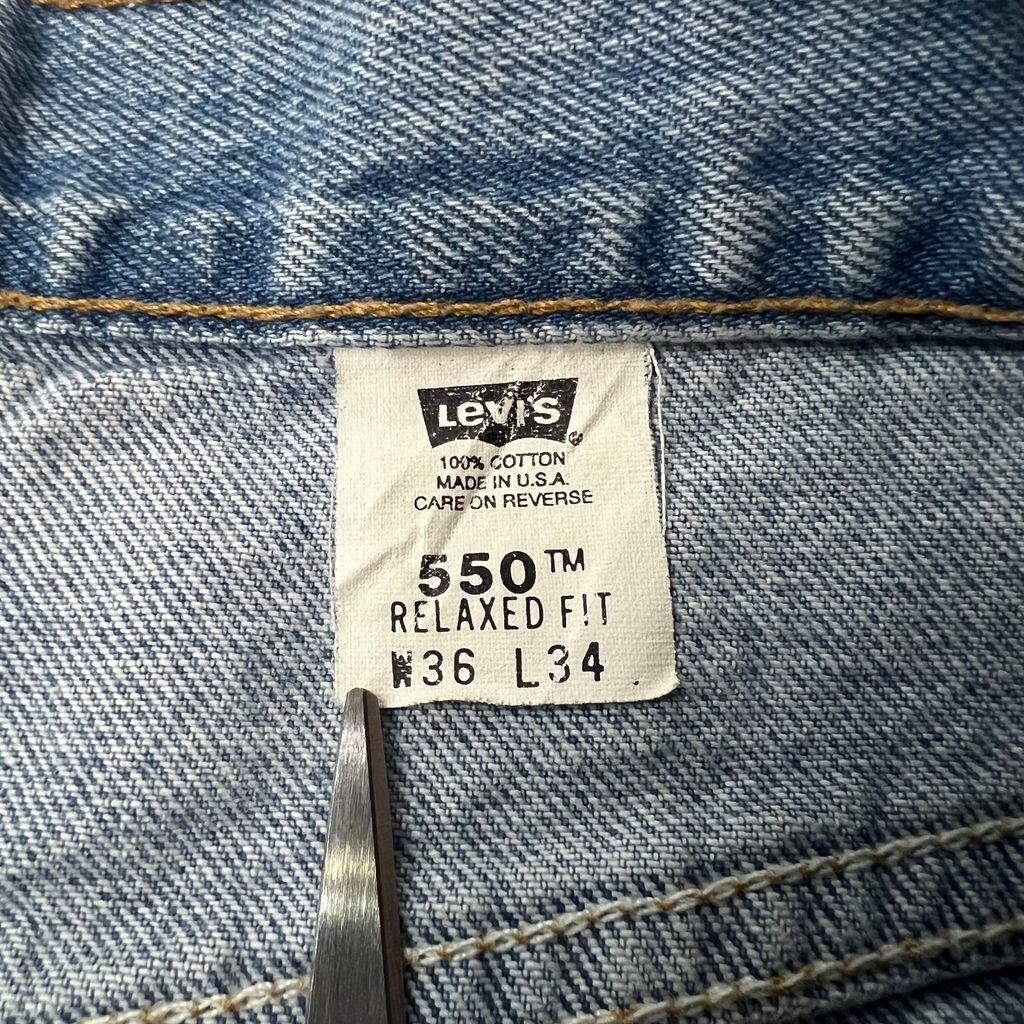 LEVI'S®
100% COTTON
MADE IN U.S.A.
CARE ON REVERSE
550™
RELAXED FIT
W36 L34